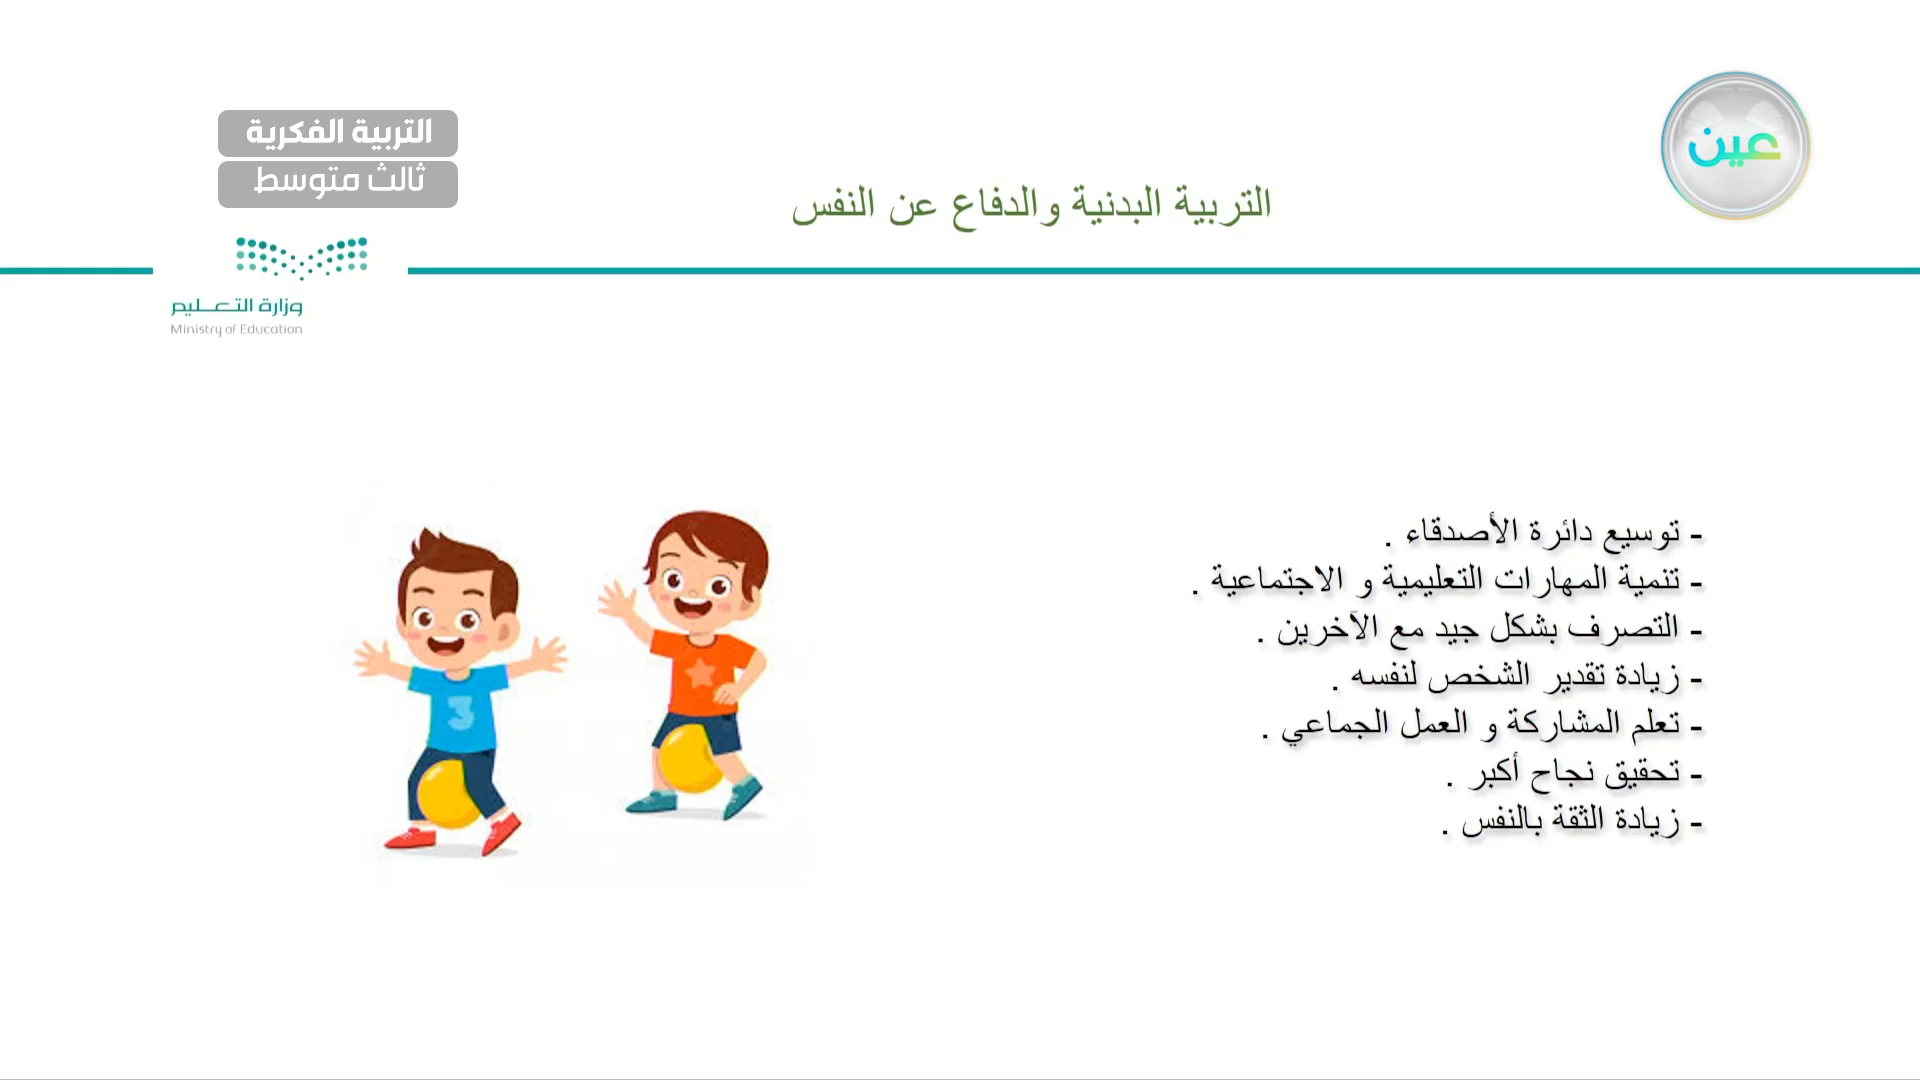 عين
التربية الفكرية
ثالث متوسط
التربية البدنية والدفاع عن النفس
وزارة التعليم
Ministry of Education
- توسيع دائرة الأصدقاء .
- تنمية المهارات التعليمية و الاجتماعية .
- التصرف بشكل جيد مع الآخرين .
- زيادة تقدير الشخص لنفسه .
- تعلم المشاركة و العمل الجماعي .
- تحقيق نجاح أكبر .
- زيادة الثقة بالنفس .
3